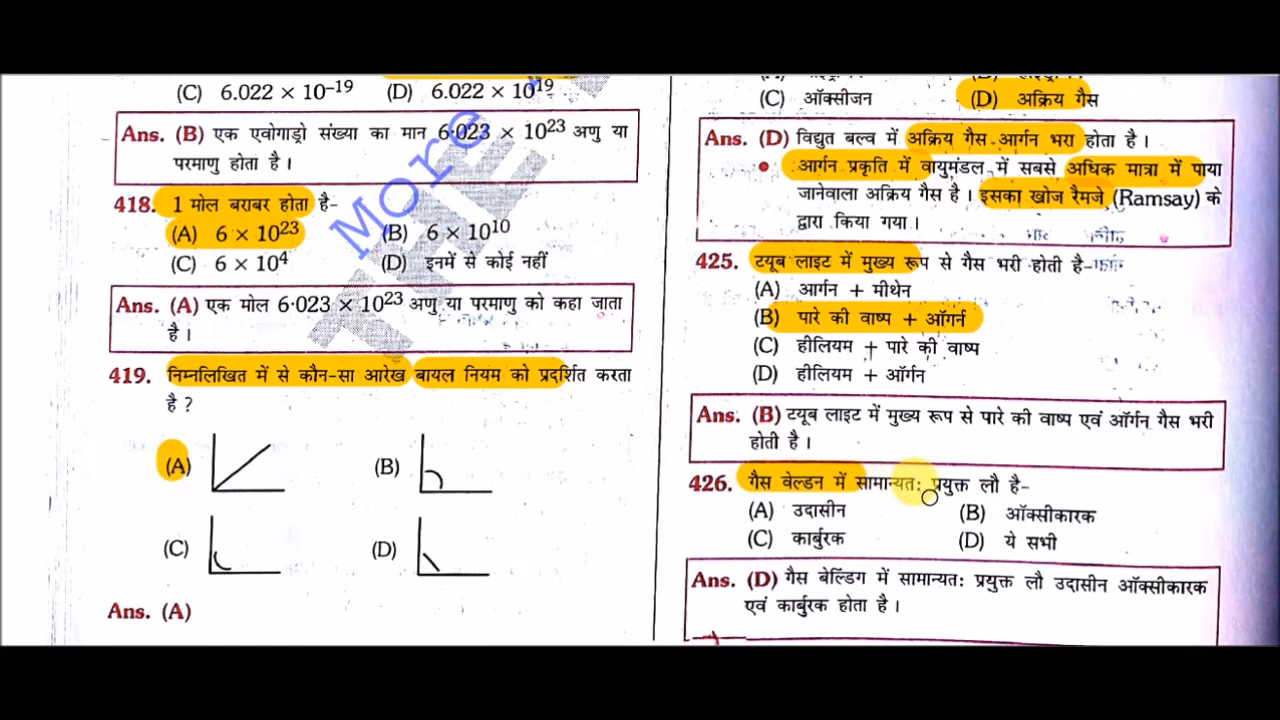 (C) 6.022 × 10⁻¹⁹ (D) 6.022 × 10¹⁹
Ans. (B) एक एवोगाड्रो संख्या का मान 6·023 × 10²³ अणु या
परमाणु होता है।
418. 1 मोल बराबर होता है-
(A) 6 × 10²³ (B) 6 × 10¹⁰
(C) 6 × 10⁴ (D) इनमें से कोई नहीं
Ans. (A) एक मोल 6·023 × 10²³ अणु या परमाणु को कहा जाता
है।
419. निम्नलिखित में से कौन-सा आरेख बायल नियम को प्रदर्शित करता
है ?
(A) (B)
(C) (D)
Ans. (A)
More
(C) ऑक्सीजन (D) अक्रिय गैस
Ans. (D) विद्युत बल्व में अक्रिय गैस आर्गन भरा होता है।
• आर्गन प्रकृति में वायुमंडल में सबसे अधिक मात्रा में पाया
जानेवाला अक्रिय गैस है। इसका खोज रैमजे (Ramsay) के
द्वारा किया गया।
425. टयूब लाइट में मुख्य रूप से गैस भरी होती है-
(A) आर्गन + मीथेन
(B) पारे की वाष्प + ऑगर्न
(C) हीलियम + पारे की वाष्प
(D) हीलियम + ऑर्गन
Ans. (B) टयूब लाइट में मुख्य रूप से पारे की वाष्प एवं ऑर्गन गैस भरी
होती है।
426. गैस वेल्डन में सामान्यतः प्रयुक्त लौ है-
(A) उदासीन (B) ऑक्सीकारक
(C) कार्बुरक (D) ये सभी
Ans. (D) गैस बेल्डिग में सामान्यतः प्रयुक्त लौ उदासीन ऑक्सीकारक
एवं कार्बुरक होता है।